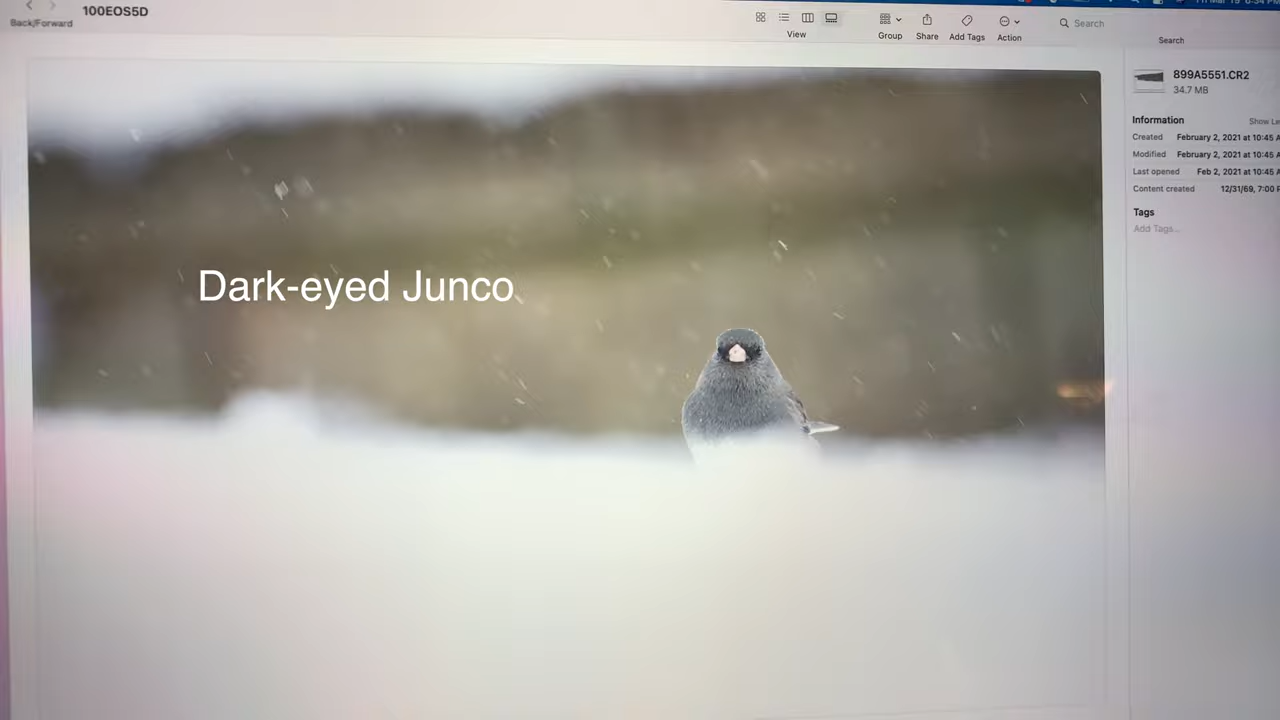 100EOS5D
Back/Forward
View
Group
Share
Add Tags
Action
Search
Search
899A5551.CR2
34.7 MB
Information
Created February 2, 2021 at 10:45
Modified February 2, 2021 at 10:45
Last opened Feb 2, 2021 at 10:45
Content created 12/31/69, 7:00
Tags
Add Tags...
Dark-eyed Junco